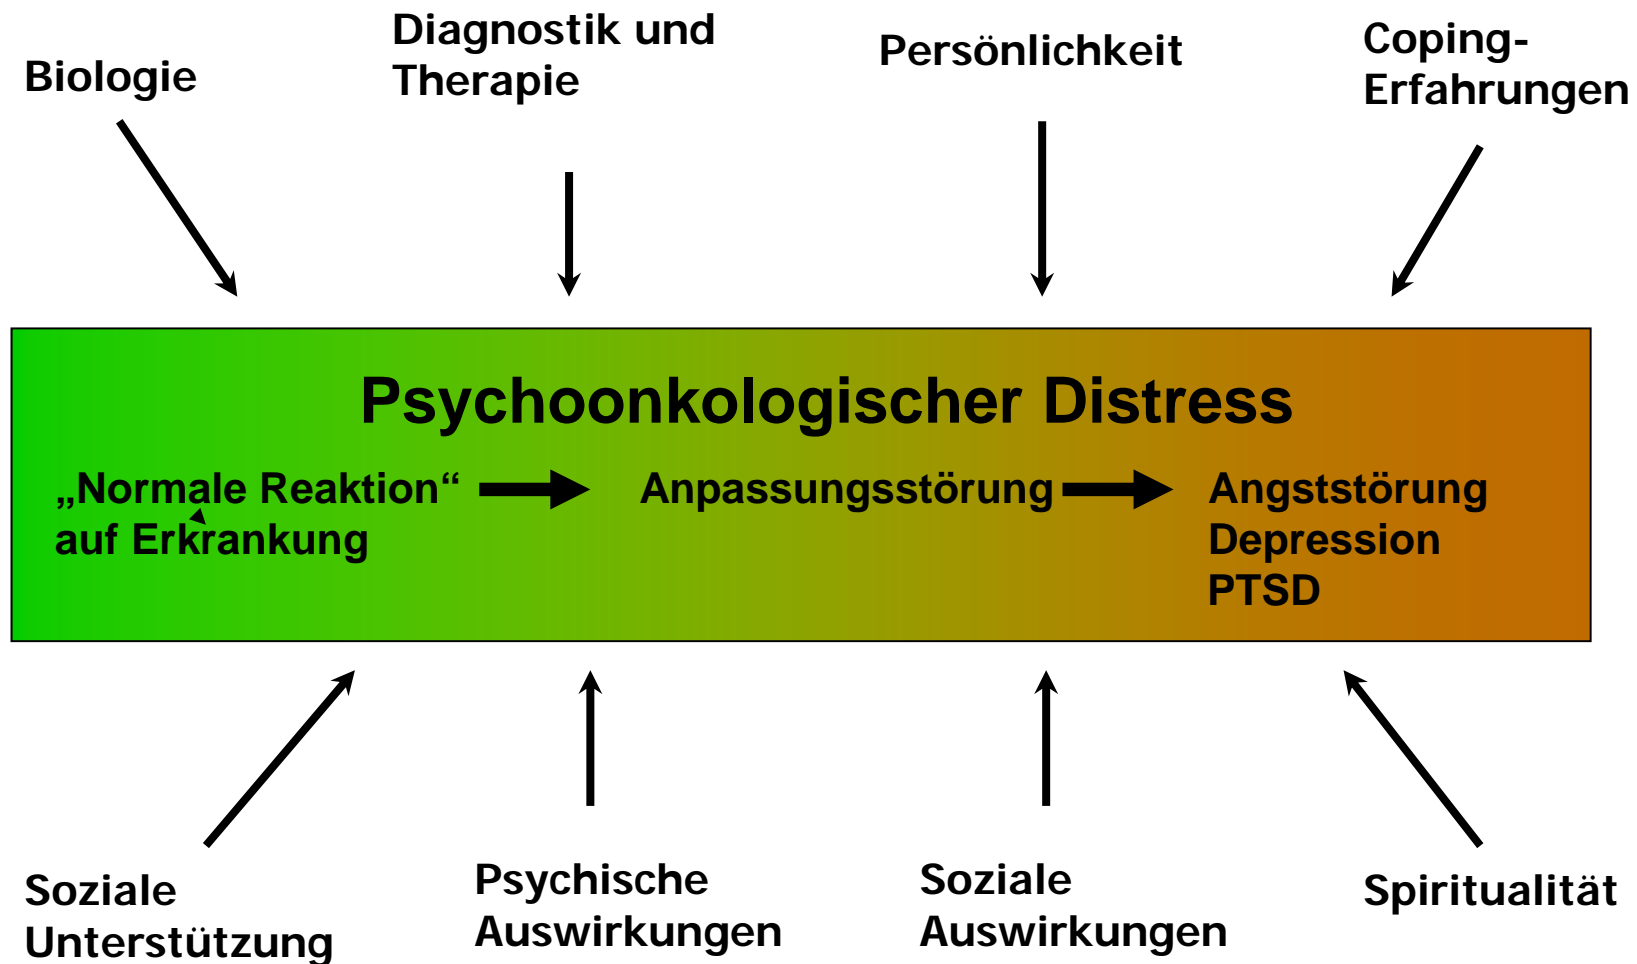 Biologie
Diagnostik und
Therapie
Persönlichkeit
Coping-
Erfahrungen
Psychoonkologischer Distress
„Normale Reaktion“
auf Erkrankung
Anpassungsstörung
Angststörung
Depression
PTSD
Soziale
Unterstützung
Psychische
Auswirkungen
Soziale
Auswirkungen
Spiritualität